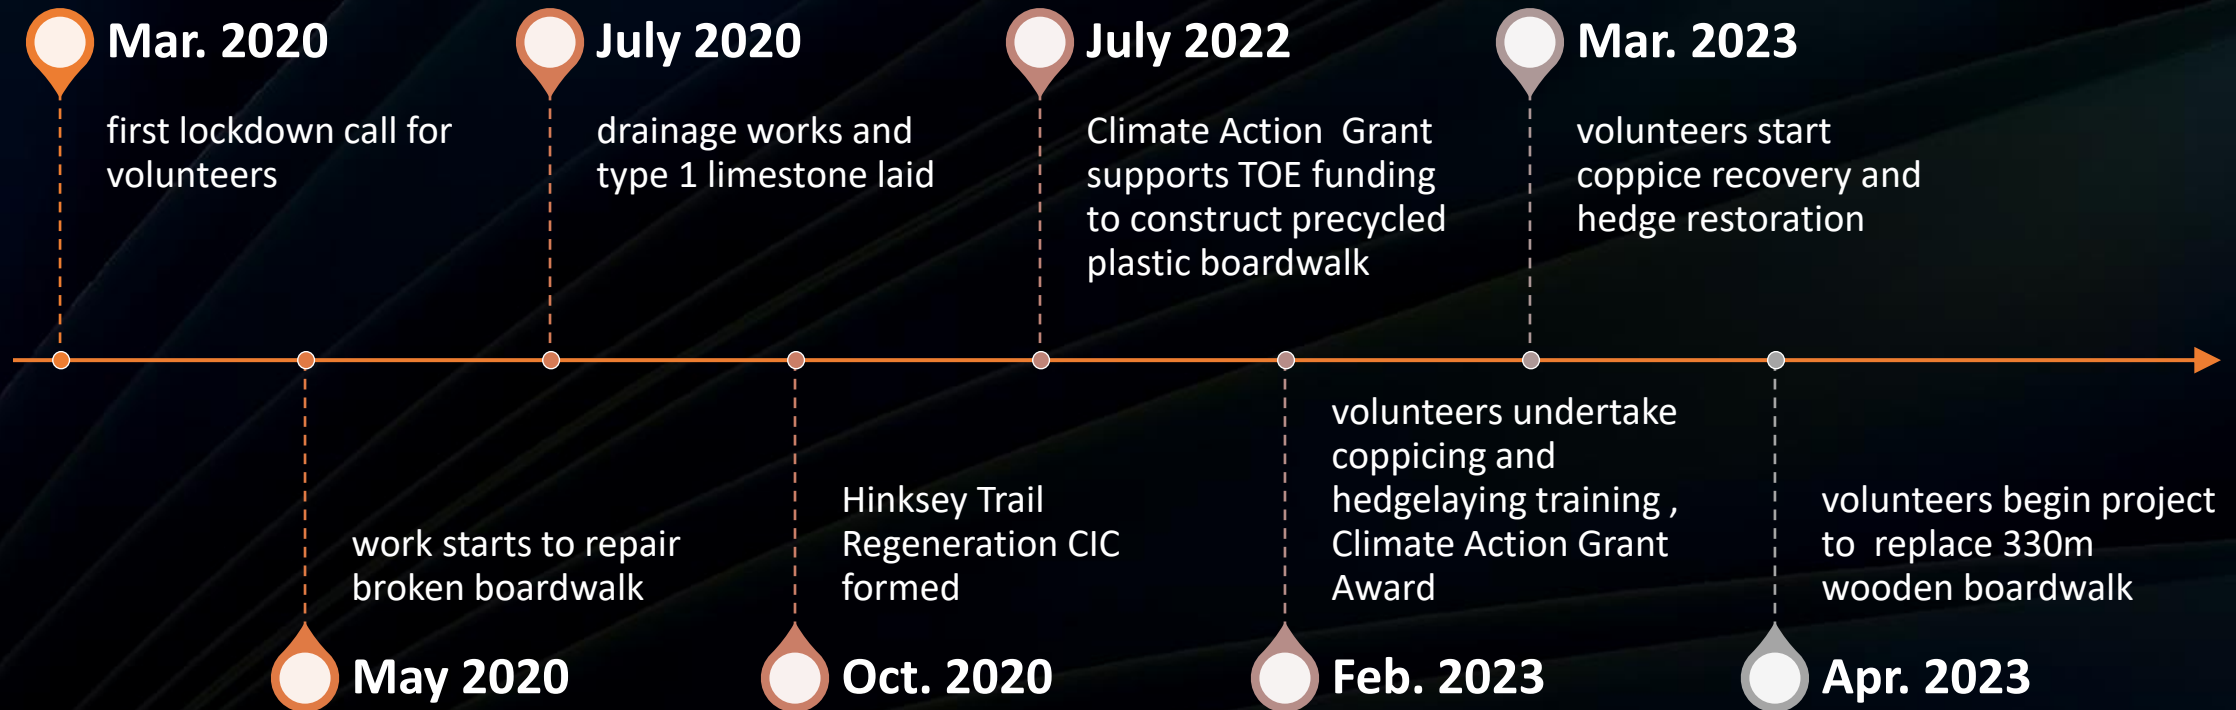 Mar. 2020
first lockdown call for
volunteers
May 2020
work starts to repair
broken boardwalk
July 2020
drainage works and
type 1 limestone laid
Oct. 2020
Hinksey Trail
Regeneration CIC
formed
July 2022
Climate Action  Grant
supports TOE funding
to construct precycled
plastic boardwalk
Feb. 2023
volunteers undertake
coppicing and
hedgelaying training ,
Climate Action Grant
Award
Mar. 2023
volunteers start
coppice recovery and
hedge restoration
Apr. 2023
volunteers begin project
to  replace 330m
wooden boardwalk